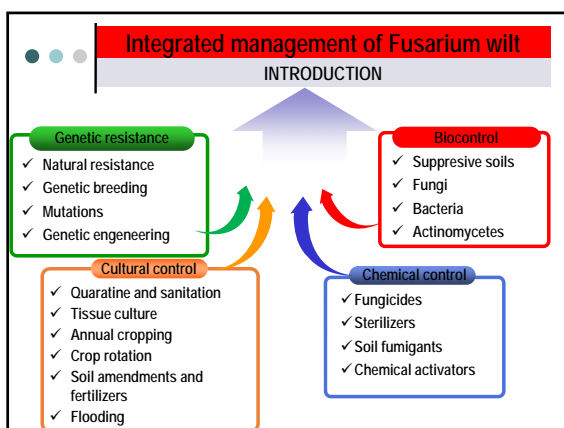 Integrated management of Fusarium wilt
INTRODUCTION
Genetic resistance
✓ Natural resistance
✓ Genetic breeding
✓ Mutations
✓ Genetic engeneering
Biocontrol
✓ Suppresive soils
✓ Fungi
✓ Bacteria
✓ Actinomycetes
Cultural control
✓ Quaratine and sanitation
✓ Tissue culture
✓ Annual cropping
✓ Crop rotation
✓ Soil amendments and
fertilizers
✓ Flooding
Chemical control
✓ Fungicides
✓ Sterilizers
✓ Soil fumigants
✓ Chemical activators